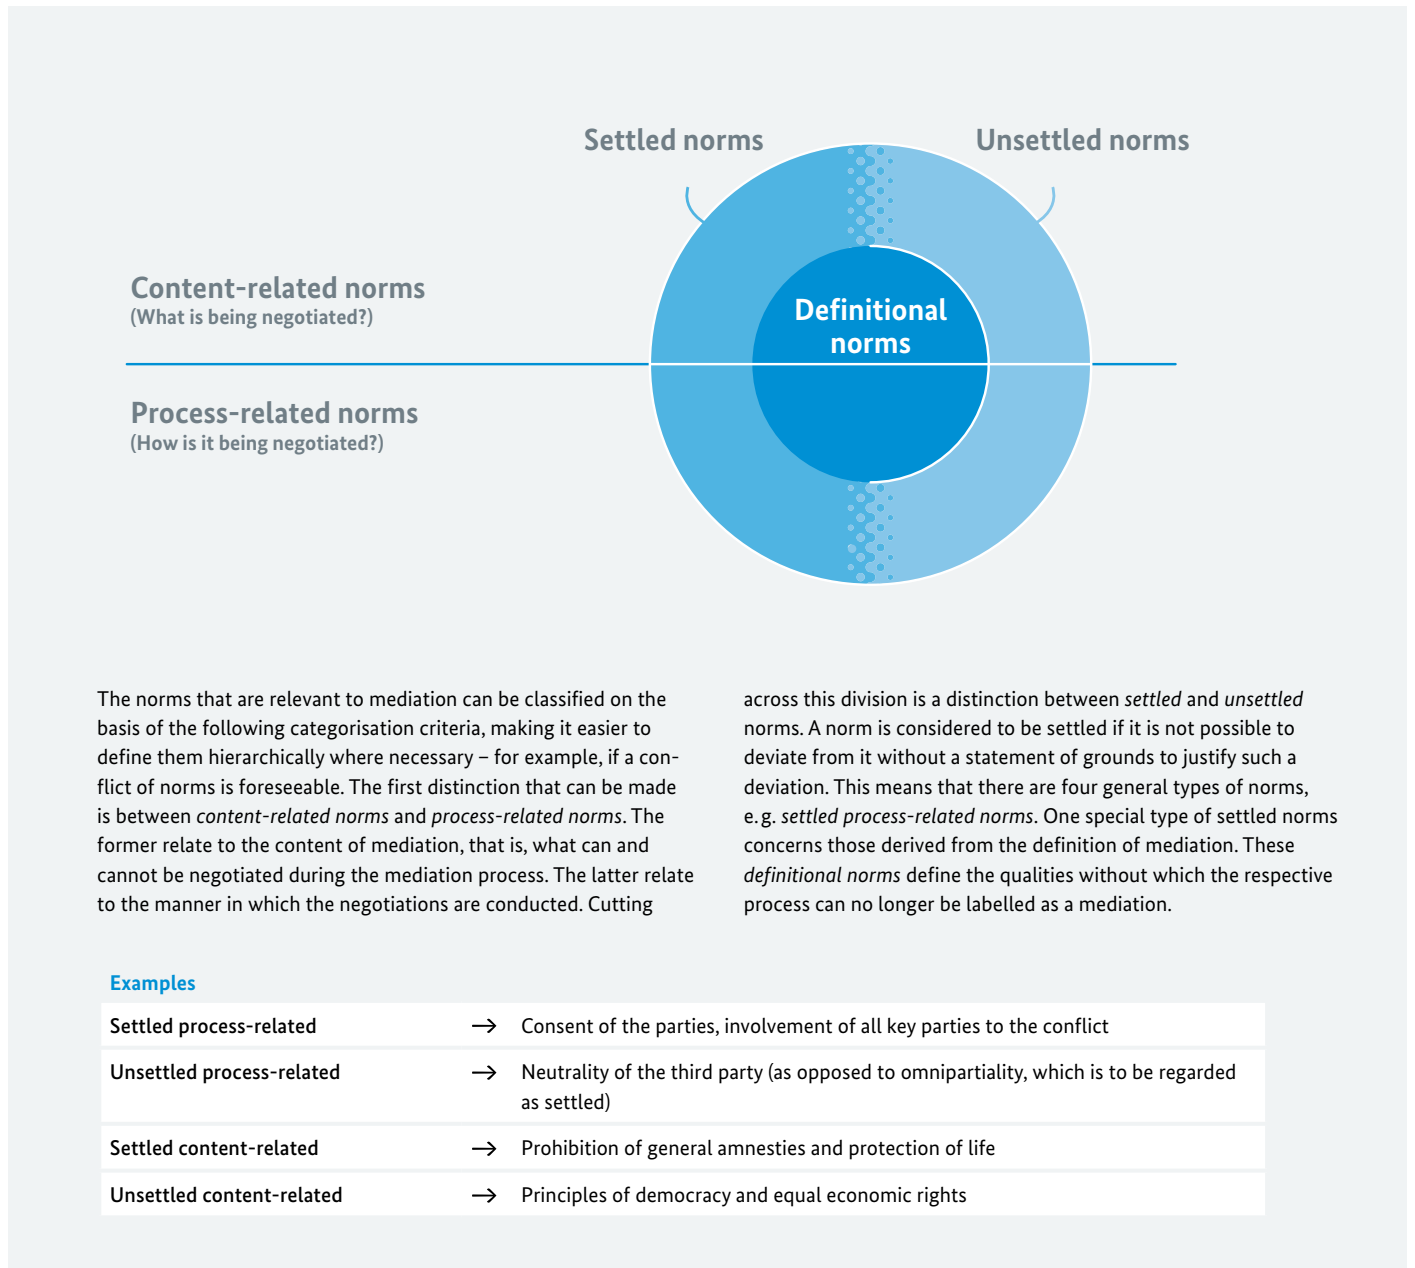 Settled norms
Unsettled norms
Content-related norms
(What is being negotiated?)
Definitional
norms
Process-related norms
(How is it being negotiated?)
The norms that are relevant to mediation can be classified on the
basis of the following categorisation criteria, making it easier to
define them hierarchically where necessary – for example, if a con-
flict of norms is foreseeable. The first distinction that can be made
is between content-related norms and process-related norms. The
former relate to the content of mediation, that is, what can and
cannot be negotiated during the mediation process. The latter relate
to the manner in which the negotiations are conducted. Cutting
across this division is a distinction between settled and unsettled
norms. A norm is considered to be settled if it is not possible to
deviate from it without a statement of grounds to justify such a
deviation. This means that there are four general types of norms,
e. g. settled process-related norms. One special type of settled norms
concerns those derived from the definition of mediation. These
definitional norms define the qualities without which the respective
process can no longer be labelled as a mediation.
Examples
Settled process-related → Consent of the parties, involvement of all key parties to the conflict
Unsettled process-related → Neutrality of the third party (as opposed to omnipartiality, which is to be regarded
as settled)
Settled content-related → Prohibition of general amnesties and protection of life
Unsettled content-related → Principles of democracy and equal economic rights